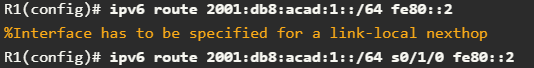 R1(config)# ipv6 route 2001:db8:acad:1::/64 fe80::2
%Interface has to be specified for a link-local nexthop
R1(config)# ipv6 route 2001:db8:acad:1::/64 s0/1/0 fe80::2